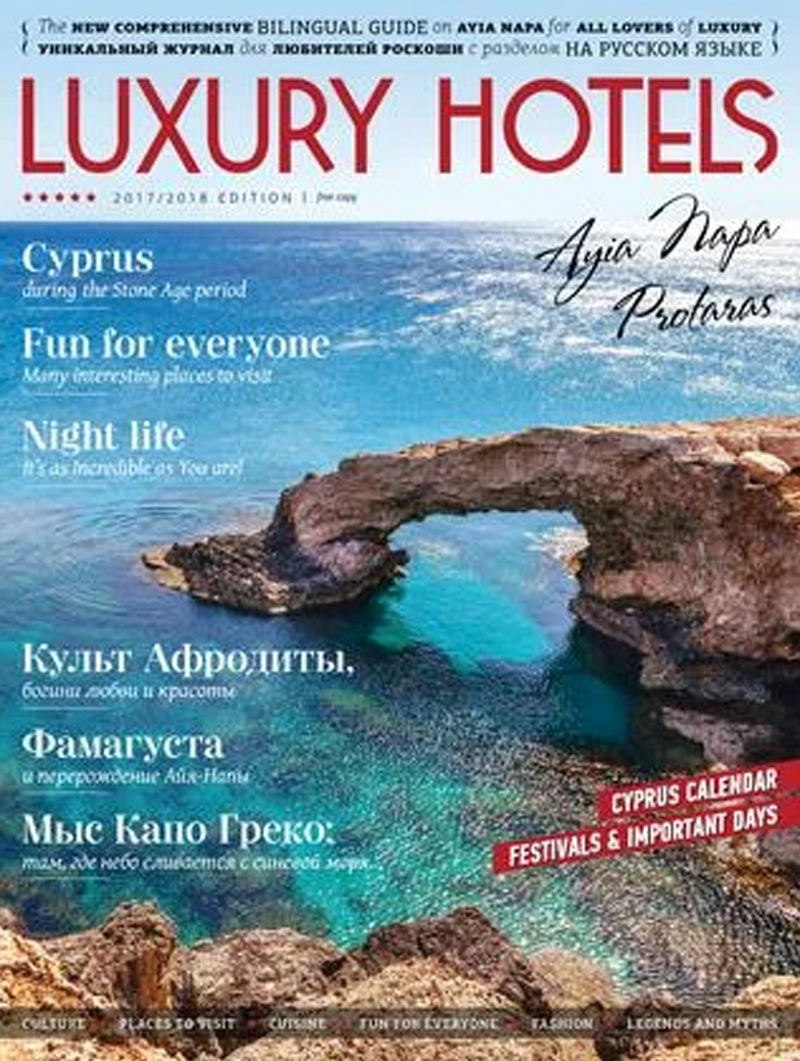 The NEW COMPREHENSIVE BILINGUAL GUIDE on AYIA NAPA for ALL LOVERS of LUXURY
УНИКАЛЬНЫЙ ЖУРНАЛ для ЛЮБИТЕЛЕЙ РОСКОШИ с разделом НА РУССКОМ ЯЗЫКЕ
LUXURY HOTELS
★★★★★ 2017/2018 EDITION | free copy
Ayia Napa
Protaras
Cyprus
during the Stone Age period
Fun for everyone
Many interesting places to visit
Night life
It's as incredible as You are!
Культ Афродиты,
богини любви и красоты
Фамагуста
и перерождение Айя-Напы
Мыс Капо Греко:
там, где небо сливается с синевой моря...
CYPRUS CALENDAR
FESTIVALS & IMPORTANT DAYS
CULTURE PLACES TO VISIT CUISINE FUN FOR EVERYONE FASHION LEGENDS AND MYTHS